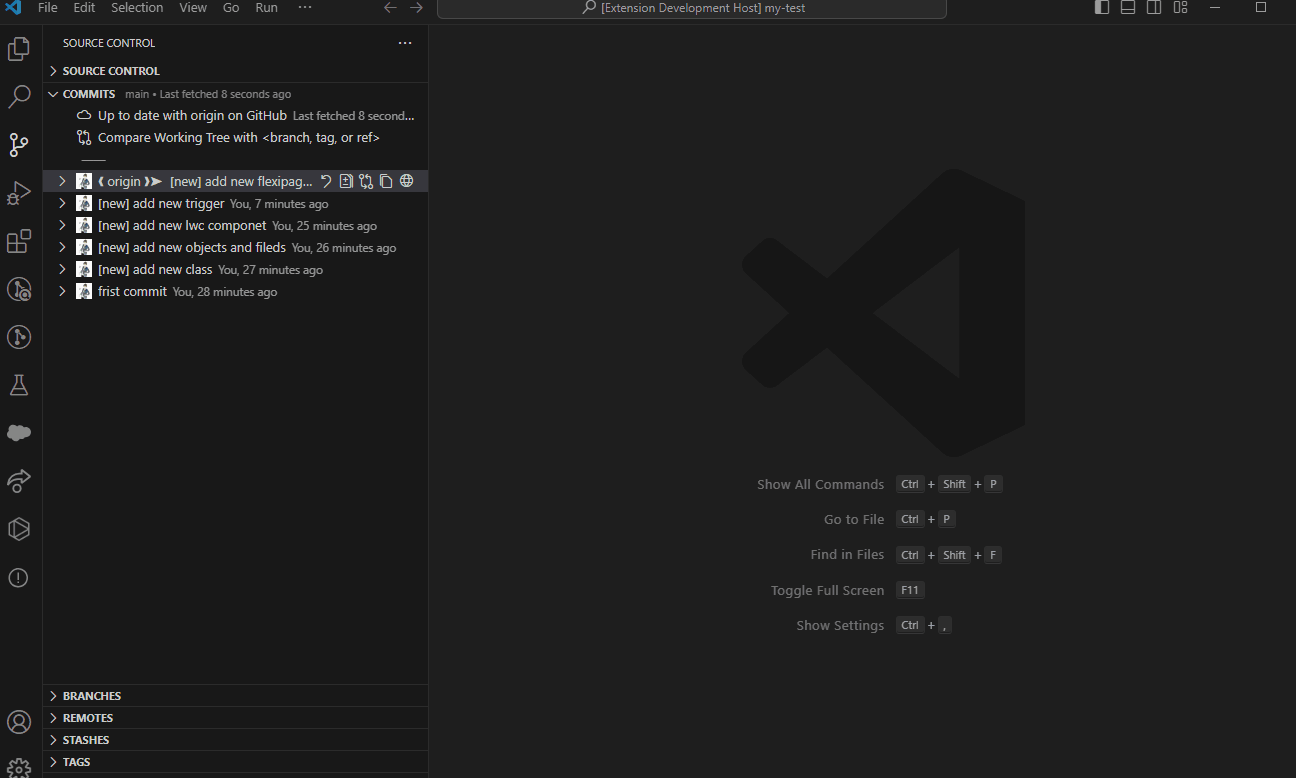 File Edit Selection View Go Run ··· [Extension Development Host] my-test
SOURCE CONTROL
SOURCE CONTROL
COMMITS main • Last fetched 8 seconds ago
Up to date with origin on GitHub Last fetched 8 second...
Compare Working Tree with <branch, tag, or ref>
❰ origin ❱➤ [new] add new flexipag...
[new] add new trigger You, 7 minutes ago
[new] add new lwc componet You, 25 minutes ago
[new] add new objects and fileds You, 26 minutes ago
[new] add new class You, 27 minutes ago
frist commit You, 28 minutes ago
Show All Commands Ctrl + Shift + P
Go to File Ctrl + P
Find in Files Ctrl + Shift + F
Toggle Full Screen F11
Show Settings Ctrl + ,
BRANCHES
REMOTES
STASHES
TAGS